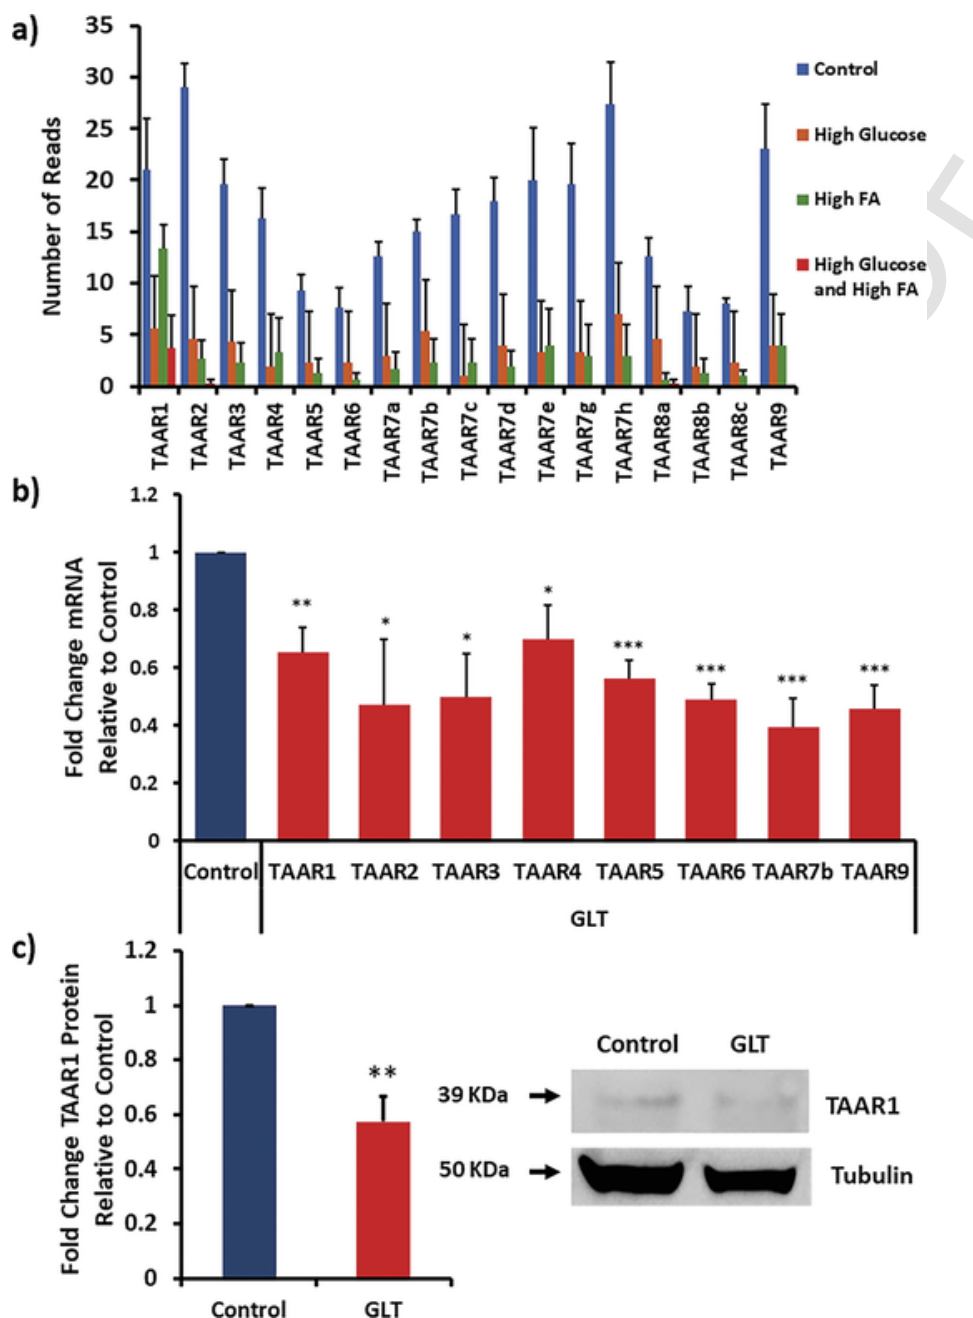 a)
Number of Reads
35
30
25
20
15
10
5
0
Control
High Glucose
High FA
High Glucose
and High FA
TAAR1
TAAR2
TAAR3
TAAR4
TAAR5
TAAR6
TAAR7a
TAAR7b
TAAR7c
TAAR7d
TAAR7e
TAAR7g
TAAR7h
TAAR8a
TAAR8b
TAAR8c
TAAR9
b)
Fold Change mRNA
Relative to Control
1.2
1
0.8
0.6
0.4
0.2
0
**
*
*
*
***
***
***
***
Control TAAR1 TAAR2 TAAR3 TAAR4 TAAR5 TAAR6 TAAR7b TAAR9
GLT
c)
Fold Change TAAR1 Protein
Relative to Control
1.2
1
0.8
0.6
0.4
0.2
0
**
Control GLT
Control GLT
39 KDa
TAAR1
50 KDa
Tubulin